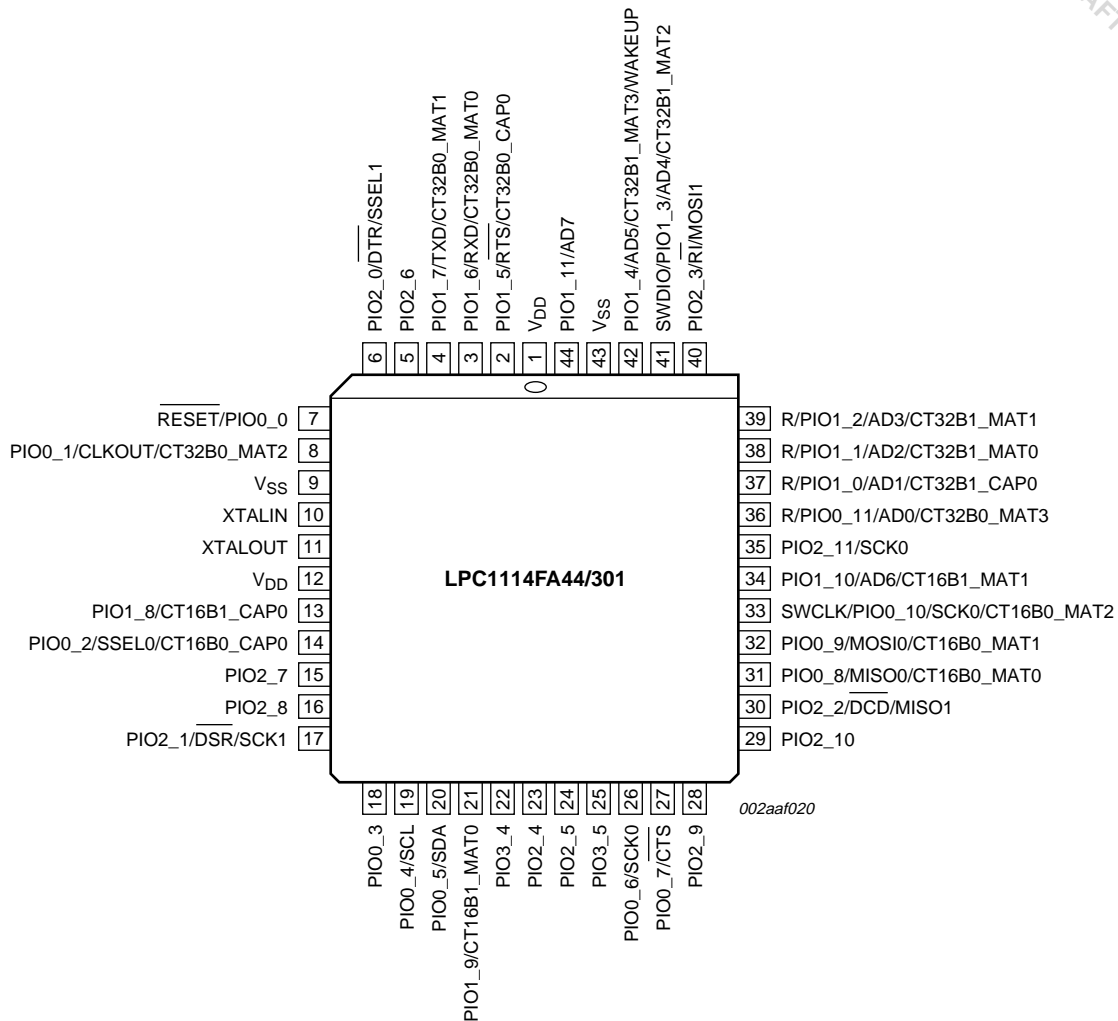 PIO2_0/DTR/SSEL1
PIO2_6
PIO1_7/TXD/CT32B0_MAT1
PIO1_6/RXD/CT32B0_MAT0
PIO1_5/RTS/CT32B0_CAP0
VDD
PIO1_11/AD7
VSS
PIO1_4/AD5/CT32B1_MAT3/WAKEUP
SWDIO/PIO1_3/AD4/CT32B1_MAT2
PIO2_3/RI/MOSI1
6 5 4 3 2 1 44 43 42 41 40
RESET/PIO0_0 7
PIO0_1/CLKOUT/CT32B0_MAT2 8
VSS 9
XTALIN 10
XTALOUT 11
VDD 12
PIO1_8/CT16B1_CAP0 13
PIO0_2/SSEL0/CT16B0_CAP0 14
PIO2_7 15
PIO2_8 16
PIO2_1/DSR/SCK1 17
LPC1114FA44/301
39 R/PIO1_2/AD3/CT32B1_MAT1
38 R/PIO1_1/AD2/CT32B1_MAT0
37 R/PIO1_0/AD1/CT32B1_CAP0
36 R/PIO0_11/AD0/CT32B0_MAT3
35 PIO2_11/SCK0
34 PIO1_10/AD6/CT16B1_MAT1
33 SWCLK/PIO0_10/SCK0/CT16B0_MAT2
32 PIO0_9/MOSI0/CT16B0_MAT1
31 PIO0_8/MISO0/CT16B0_MAT0
30 PIO2_2/DCD/MISO1
29 PIO2_10
18 19 20 21 22 23 24 25 26 27 28
PIO0_3
PIO0_4/SCL
PIO0_5/SDA
PIO1_9/CT16B1_MAT0
PIO3_4
PIO2_4
PIO2_5
PIO3_5
PIO0_6/SCK0
PIO0_7/CTS
PIO2_9
002aaf020